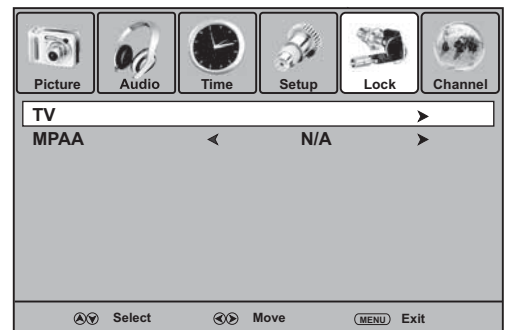 Picture Audio Time Setup Lock Channel
TV
MPAA N/A
Select Move MENU Exit